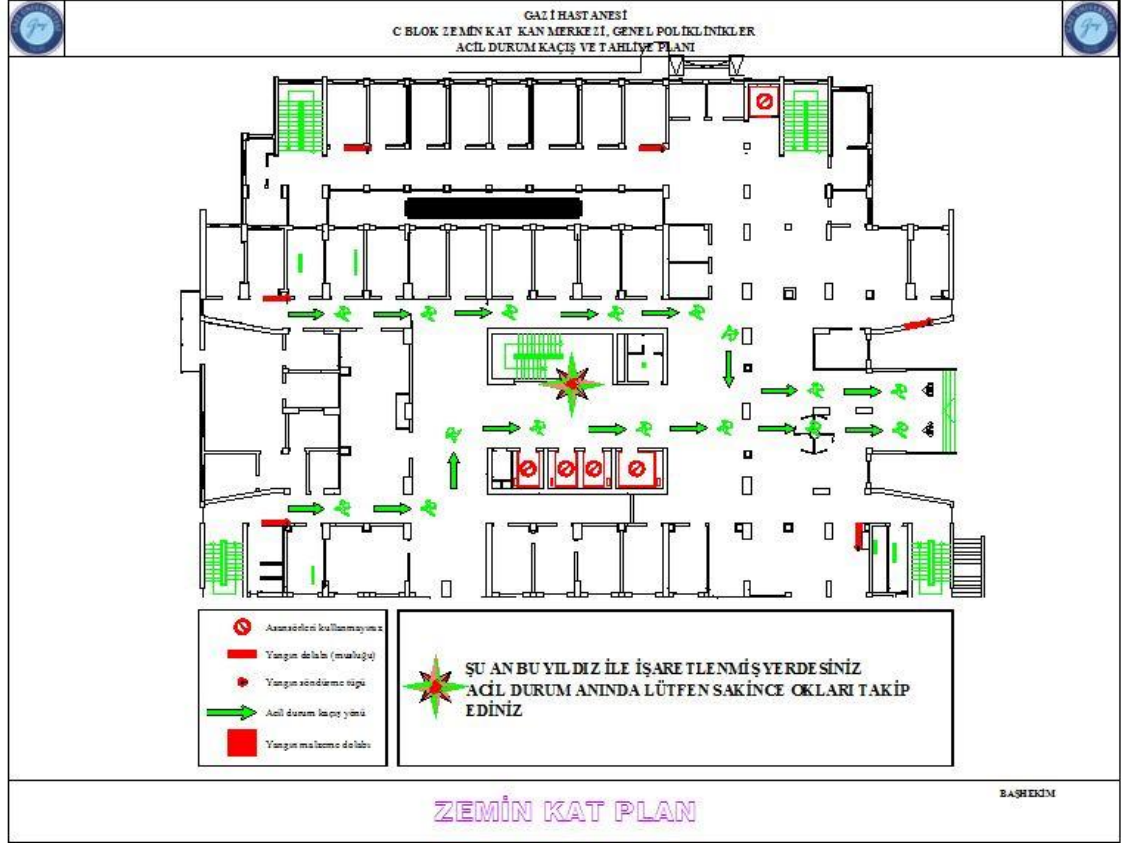 GAZİ HASTANESİ
C BLOK ZEMİN KAT KAN MERKEZİ, GENEL POLİKLİNİKLER
ACİL DURUM KAÇIŞ VE TAHLİYE PLANI
Asansörleri kullanmayınız
Yangın dolabı (musluğu)
Yangın söndürme tüpü
Acil durum kaçış yönü
Yangın malzeme dolabı
ŞU AN BU YILDIZ İLE İŞARETLENMİŞ YERDESİNİZ
ACİL DURUM ANINDA LÜTFEN SAKİNCE OKLARI TAKİP
EDİNİZ
BAŞHEKİM
ZEMİN KAT PLAN